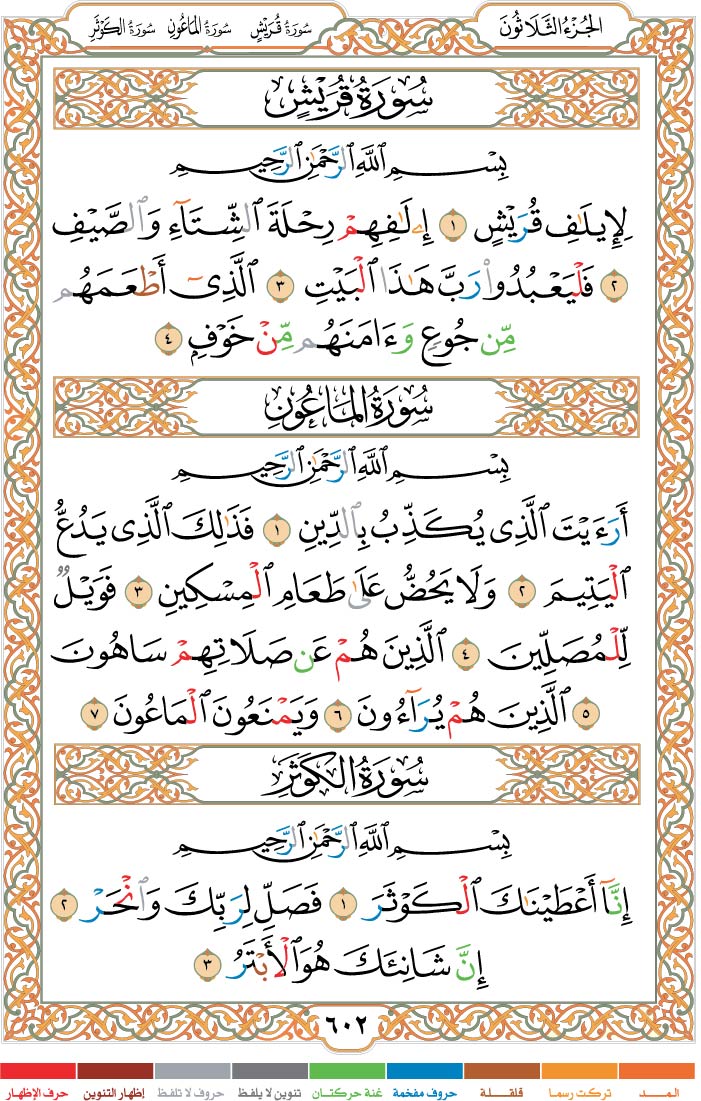 الجُزْءُ الثَّلَاثُونَ
سُورَةُ قُرَيْشٍ سُورَةُ المَاعُونِ سُورَةُ الكَوْثَرِ
سُورَةُ قُرَيْشٍ
بِسْمِ ٱللَّهِ ٱلرَّحْمَٰنِ ٱلرَّحِيمِ
لِإِيلَٰفِ قُرَيْشٍ ١ إِۦلَٰفِهِمْ رِحْلَةَ ٱلشِّتَآءِ وَٱلصَّيْفِ
٢ فَلْيَعْبُدُوا۟ رَبَّ هَٰذَا ٱلْبَيْتِ ٣ ٱلَّذِىٓ أَطْعَمَهُم
مِّن جُوعٍ وَءَامَنَهُم مِّنْ خَوْفٍ ٤
سُورَةُ المَاعُونِ
بِسْمِ ٱللَّهِ ٱلرَّحْمَٰنِ ٱلرَّحِيمِ
أَرَءَيْتَ ٱلَّذِى يُكَذِّبُ بِٱلدِّينِ ١ فَذَٰلِكَ ٱلَّذِى يَدُعُّ
ٱلْيَتِيمَ ٢ وَلَا يَحُضُّ عَلَىٰ طَعَامِ ٱلْمِسْكِينِ ٣ فَوَيْلٌ
لِّلْمُصَلِّينَ ٤ ٱلَّذِينَ هُمْ عَن صَلَاتِهِمْ سَاهُونَ
٥ ٱلَّذِينَ هُمْ يُرَآءُونَ ٦ وَيَمْنَعُونَ ٱلْمَاعُونَ ٧
سُورَةُ الكَوْثَرِ
بِسْمِ ٱللَّهِ ٱلرَّحْمَٰنِ ٱلرَّحِيمِ
إِنَّآ أَعْطَيْنَٰكَ ٱلْكَوْثَرَ ١ فَصَلِّ لِرَبِّكَ وَٱنْحَرْ ٢
إِنَّ شَانِئَكَ هُوَ ٱلْأَبْتَرُ ٣
٦٠٢
المـــد تركت رسما قلقـلـة حروف مفخمة غنة حركتـان تنوين لا يلفظ حروف لا تلفظ إظهار التنوين حرف الإظهار